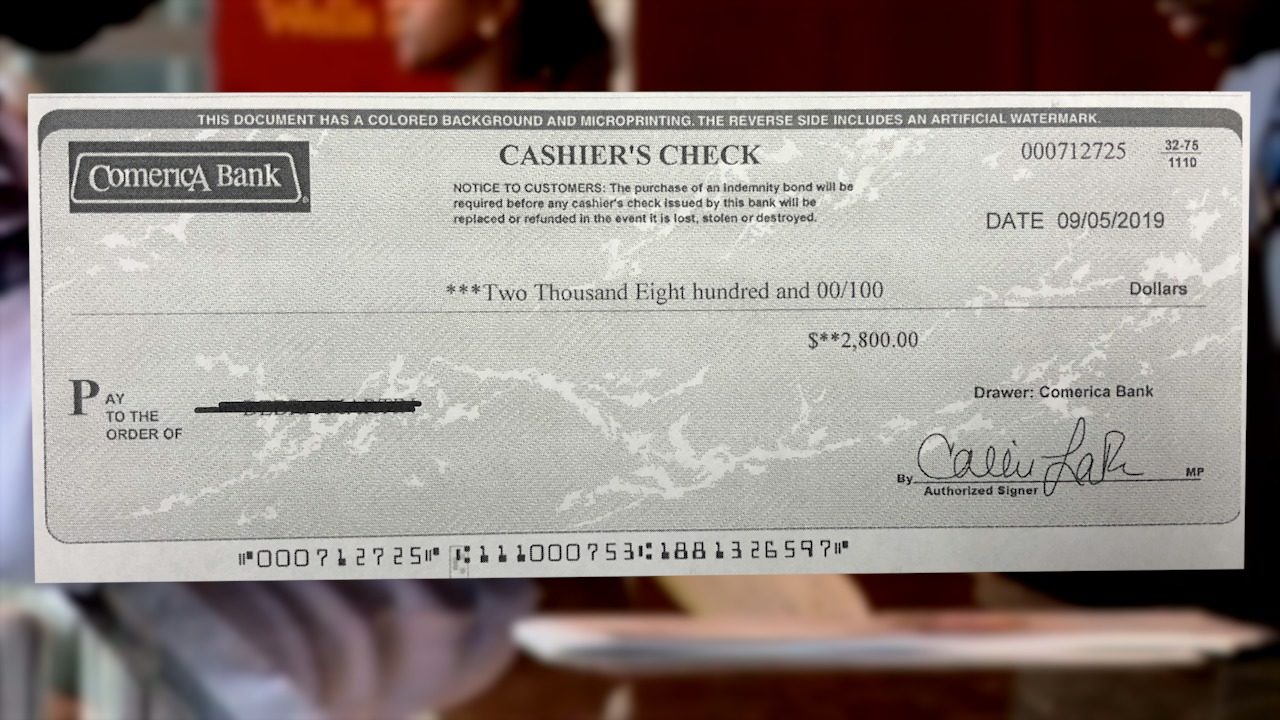 THIS DOCUMENT HAS A COLORED BACKGROUND AND MICROPRINTING. THE REVERSE SIDE INCLUDES AN ARTIFICIAL WATERMARK.
Comerica Bank
CASHIER'S CHECK
000712725
32-75
1110
NOTICE TO CUSTOMERS: The purchase of an indemnity bond will be
required before any cashier's check issued by this bank will be
replaced or refunded in the event it is lost, stolen or destroyed.
DATE 09/05/2019
***Two Thousand Eight hundred and 00/100
Dollars
$**2,800.00
PAY
TO THE
ORDER OF
Drawer: Comerica Bank
By
MP
Authorized Signer
⑈000712725⑈ ⑆111000753⑆1881326597⑈